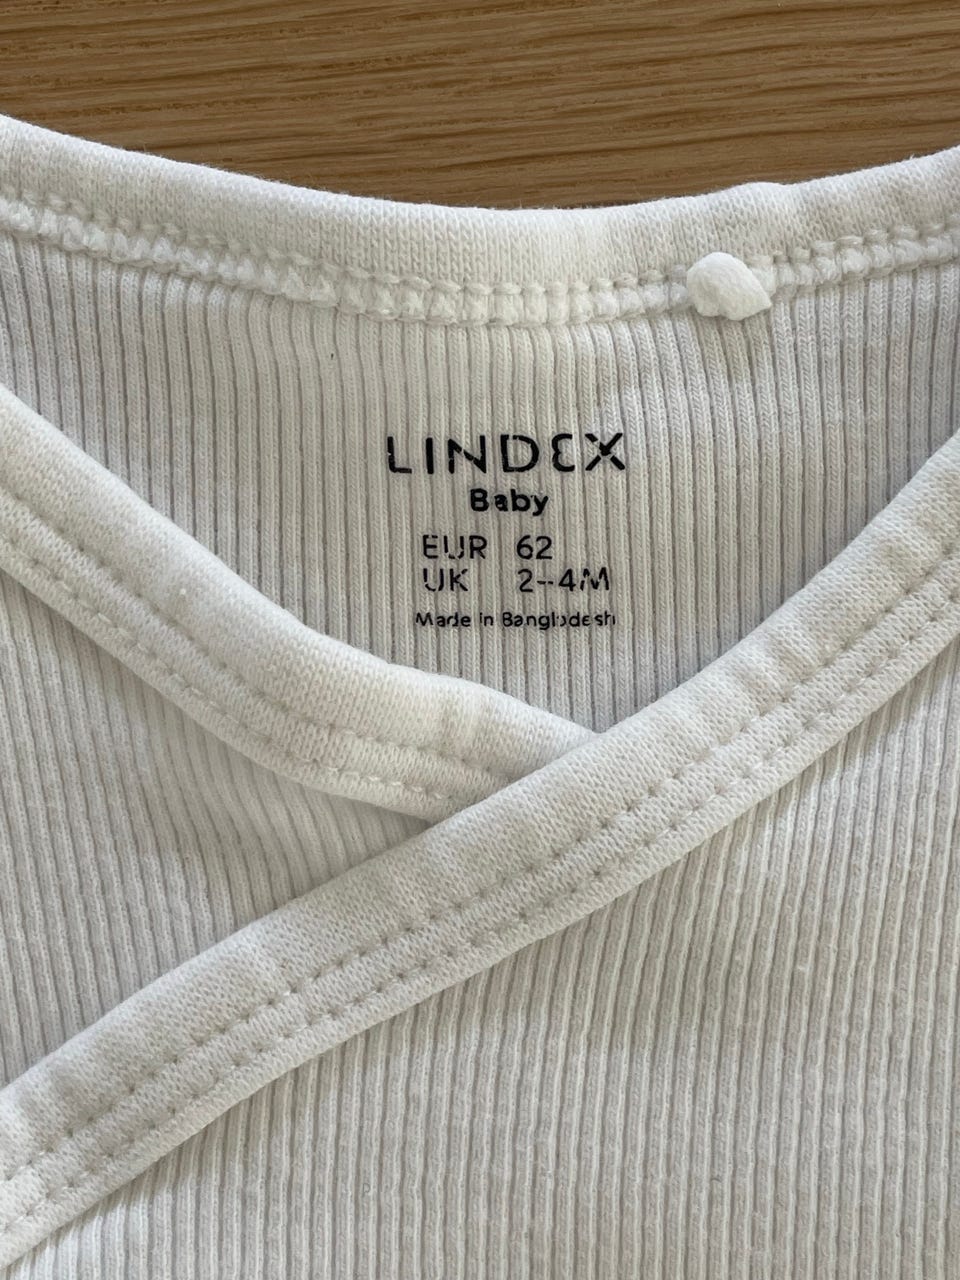 LINDEX
Baby
EUR 62
UK 2-4M
Made in Bangladesh